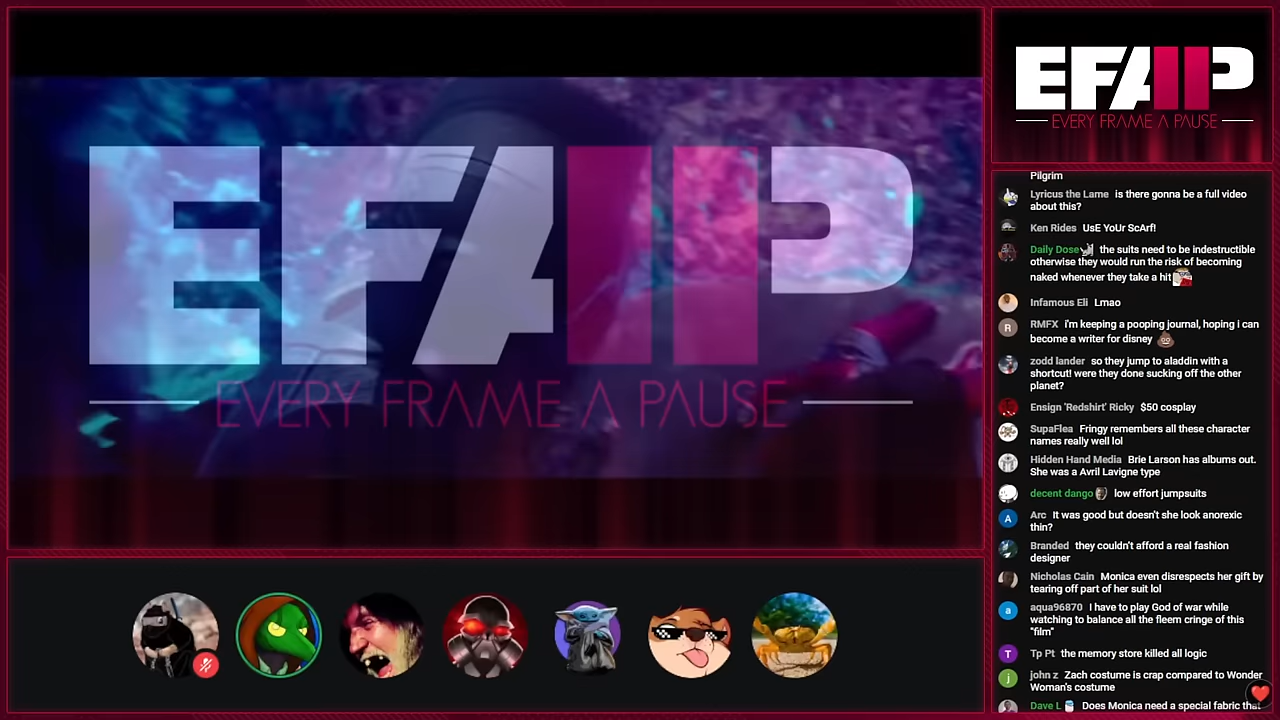 EFAP
EVERY FRAME A PAUSE
EFAP
EVERY FRAME A PAUSE
Pilgrim
Lyricus the Lame is there gonna be a full video
about this?
Ken Rides UsE YoUr ScArf!
Daily Dose the suits need to be indestructible
otherwise they would run the risk of becoming
naked whenever they take a hit
Infamous Eli Lmao
R
RMFX I'm keeping a pooping journal, hoping I can
become a writer for disney
zodd lander so they jump to aladdin with a
shortcut! were they done sucking off the other
planet?
Ensign 'Redshirt' Ricky $50 cosplay
SupaFlea Fringy remembers all these character
names really well lol
Hidden Hand Media Brie Larson has albums out.
She was a Avril Lavigne type
decent dango low effort jumpsuits
A
Arc It was good but doesn't she look anorexic
thin?
Branded they couldn't afford a real fashion
designer
Nicholas Cain Monica even disrespects her gift by
tearing off part of her suit lol
a
aqua96870 I have to play God of war while
watching to balance all the fleem cringe of this
"film"
T
Tp Pt the memory store killed all logic
j
john z Zach costume is crap compared to Wonder
Woman's costume
Dave L Does Monica need a special fabric that